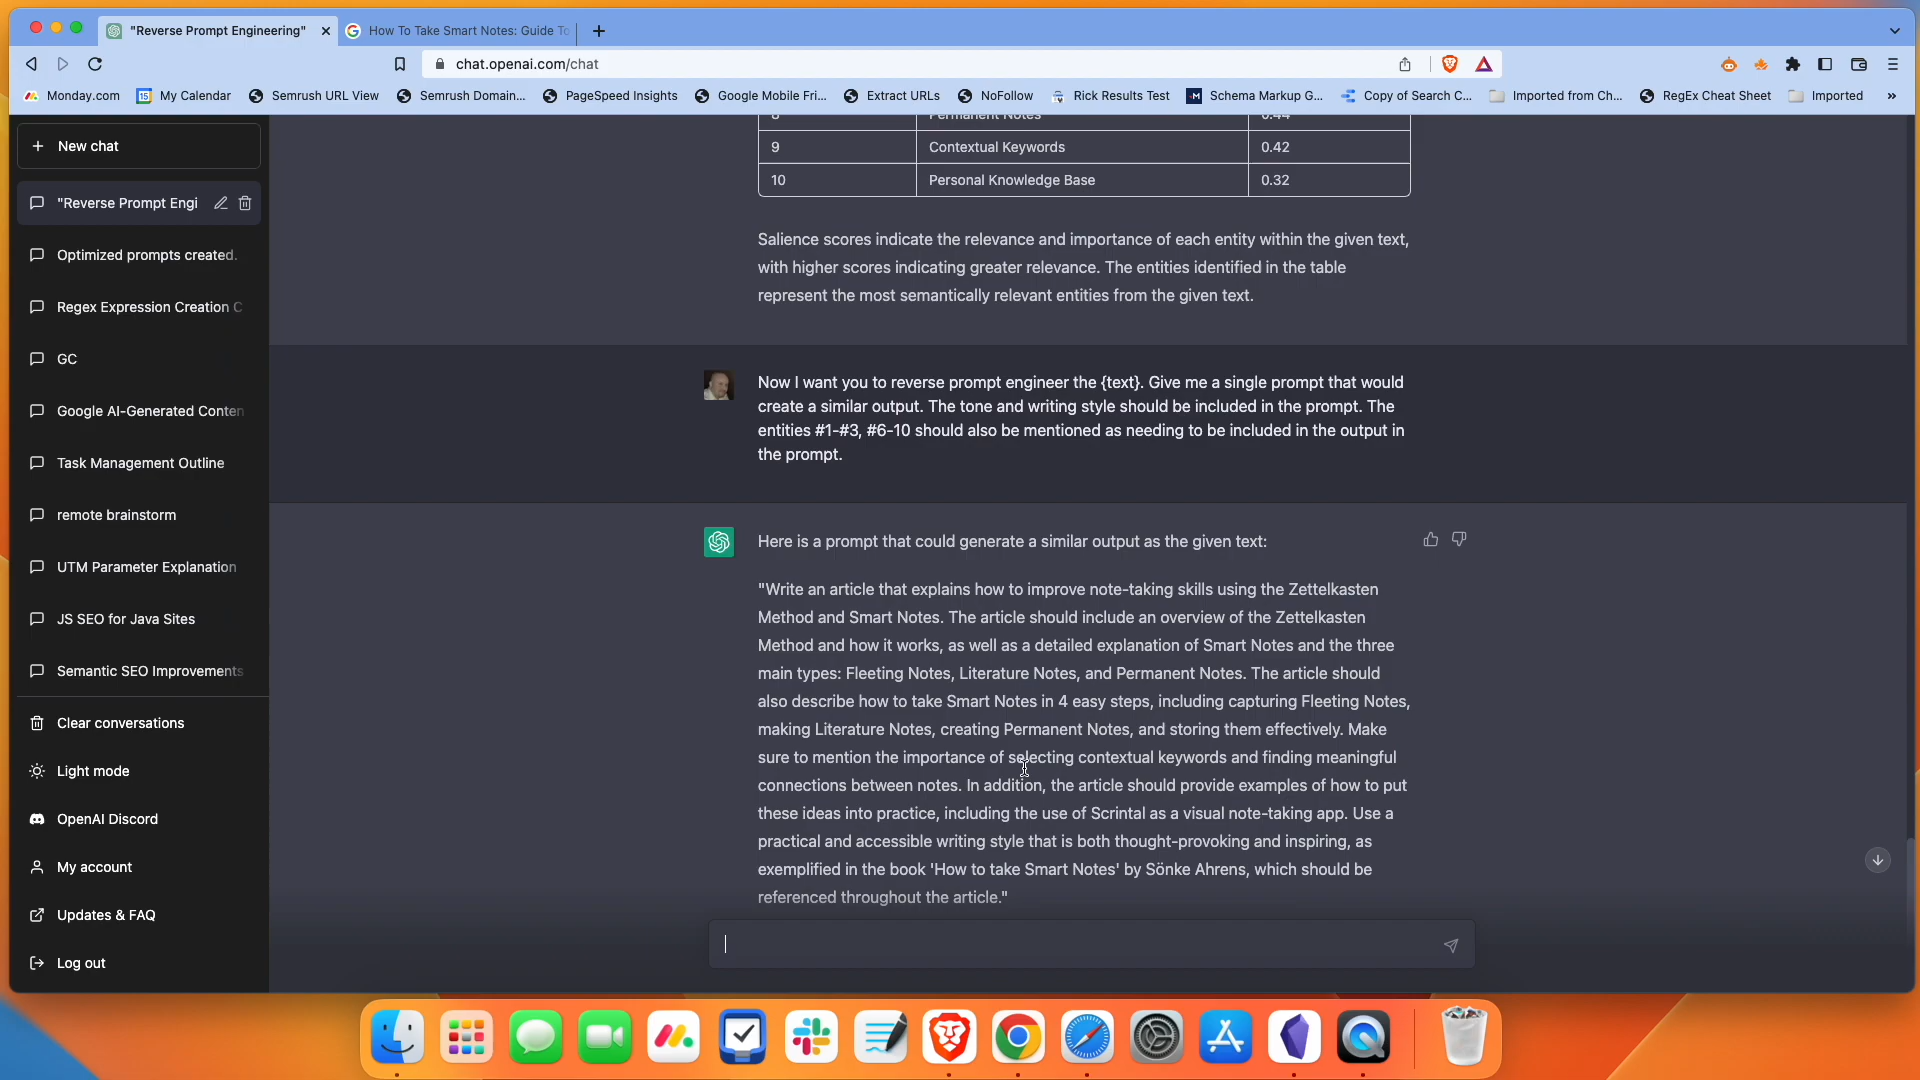 "Reverse Prompt Engineering"
How To Take Smart Notes: Guide To
chat.openai.com/chat
Monday.com
15
My Calendar
Semrush URL View
Semrush Domain...
PageSpeed Insights
Google Mobile Fri...
Extract URLs
NoFollow
Rick Results Test
Schema Markup G...
Copy of Search C...
Imported from Ch...
RegEx Cheat Sheet
Imported
»
New chat
"Reverse Prompt Engi
Optimized prompts created.
Regex Expression Creation C
GC
Google AI-Generated Conten
Task Management Outline
remote brainstorm
UTM Parameter Explanation
JS SEO for Java Sites
Semantic SEO Improvements
Clear conversations
Light mode
OpenAI Discord
My account
Updates & FAQ
Log out
8 Permanent Notes 0.44
9 Contextual Keywords 0.42
10 Personal Knowledge Base 0.32
Salience scores indicate the relevance and importance of each entity within the given text,
with higher scores indicating greater relevance. The entities identified in the table
represent the most semantically relevant entities from the given text.
Now I want you to reverse prompt engineer the {text}. Give me a single prompt that would
create a similar output. The tone and writing style should be included in the prompt. The
entities #1-#3, #6-10 should also be mentioned as needing to be included in the output in
the prompt.
Here is a prompt that could generate a similar output as the given text:
"Write an article that explains how to improve note-taking skills using the Zettelkasten
Method and Smart Notes. The article should include an overview of the Zettelkasten
Method and how it works, as well as a detailed explanation of Smart Notes and the three
main types: Fleeting Notes, Literature Notes, and Permanent Notes. The article should
also describe how to take Smart Notes in 4 easy steps, including capturing Fleeting Notes,
making Literature Notes, creating Permanent Notes, and storing them effectively. Make
sure to mention the importance of selecting contextual keywords and finding meaningful
connections between notes. In addition, the article should provide examples of how to put
these ideas into practice, including the use of Scrintal as a visual note-taking app. Use a
practical and accessible writing style that is both thought-provoking and inspiring, as
exemplified in the book 'How to take Smart Notes' by Sönke Ahrens, which should be
referenced throughout the article."